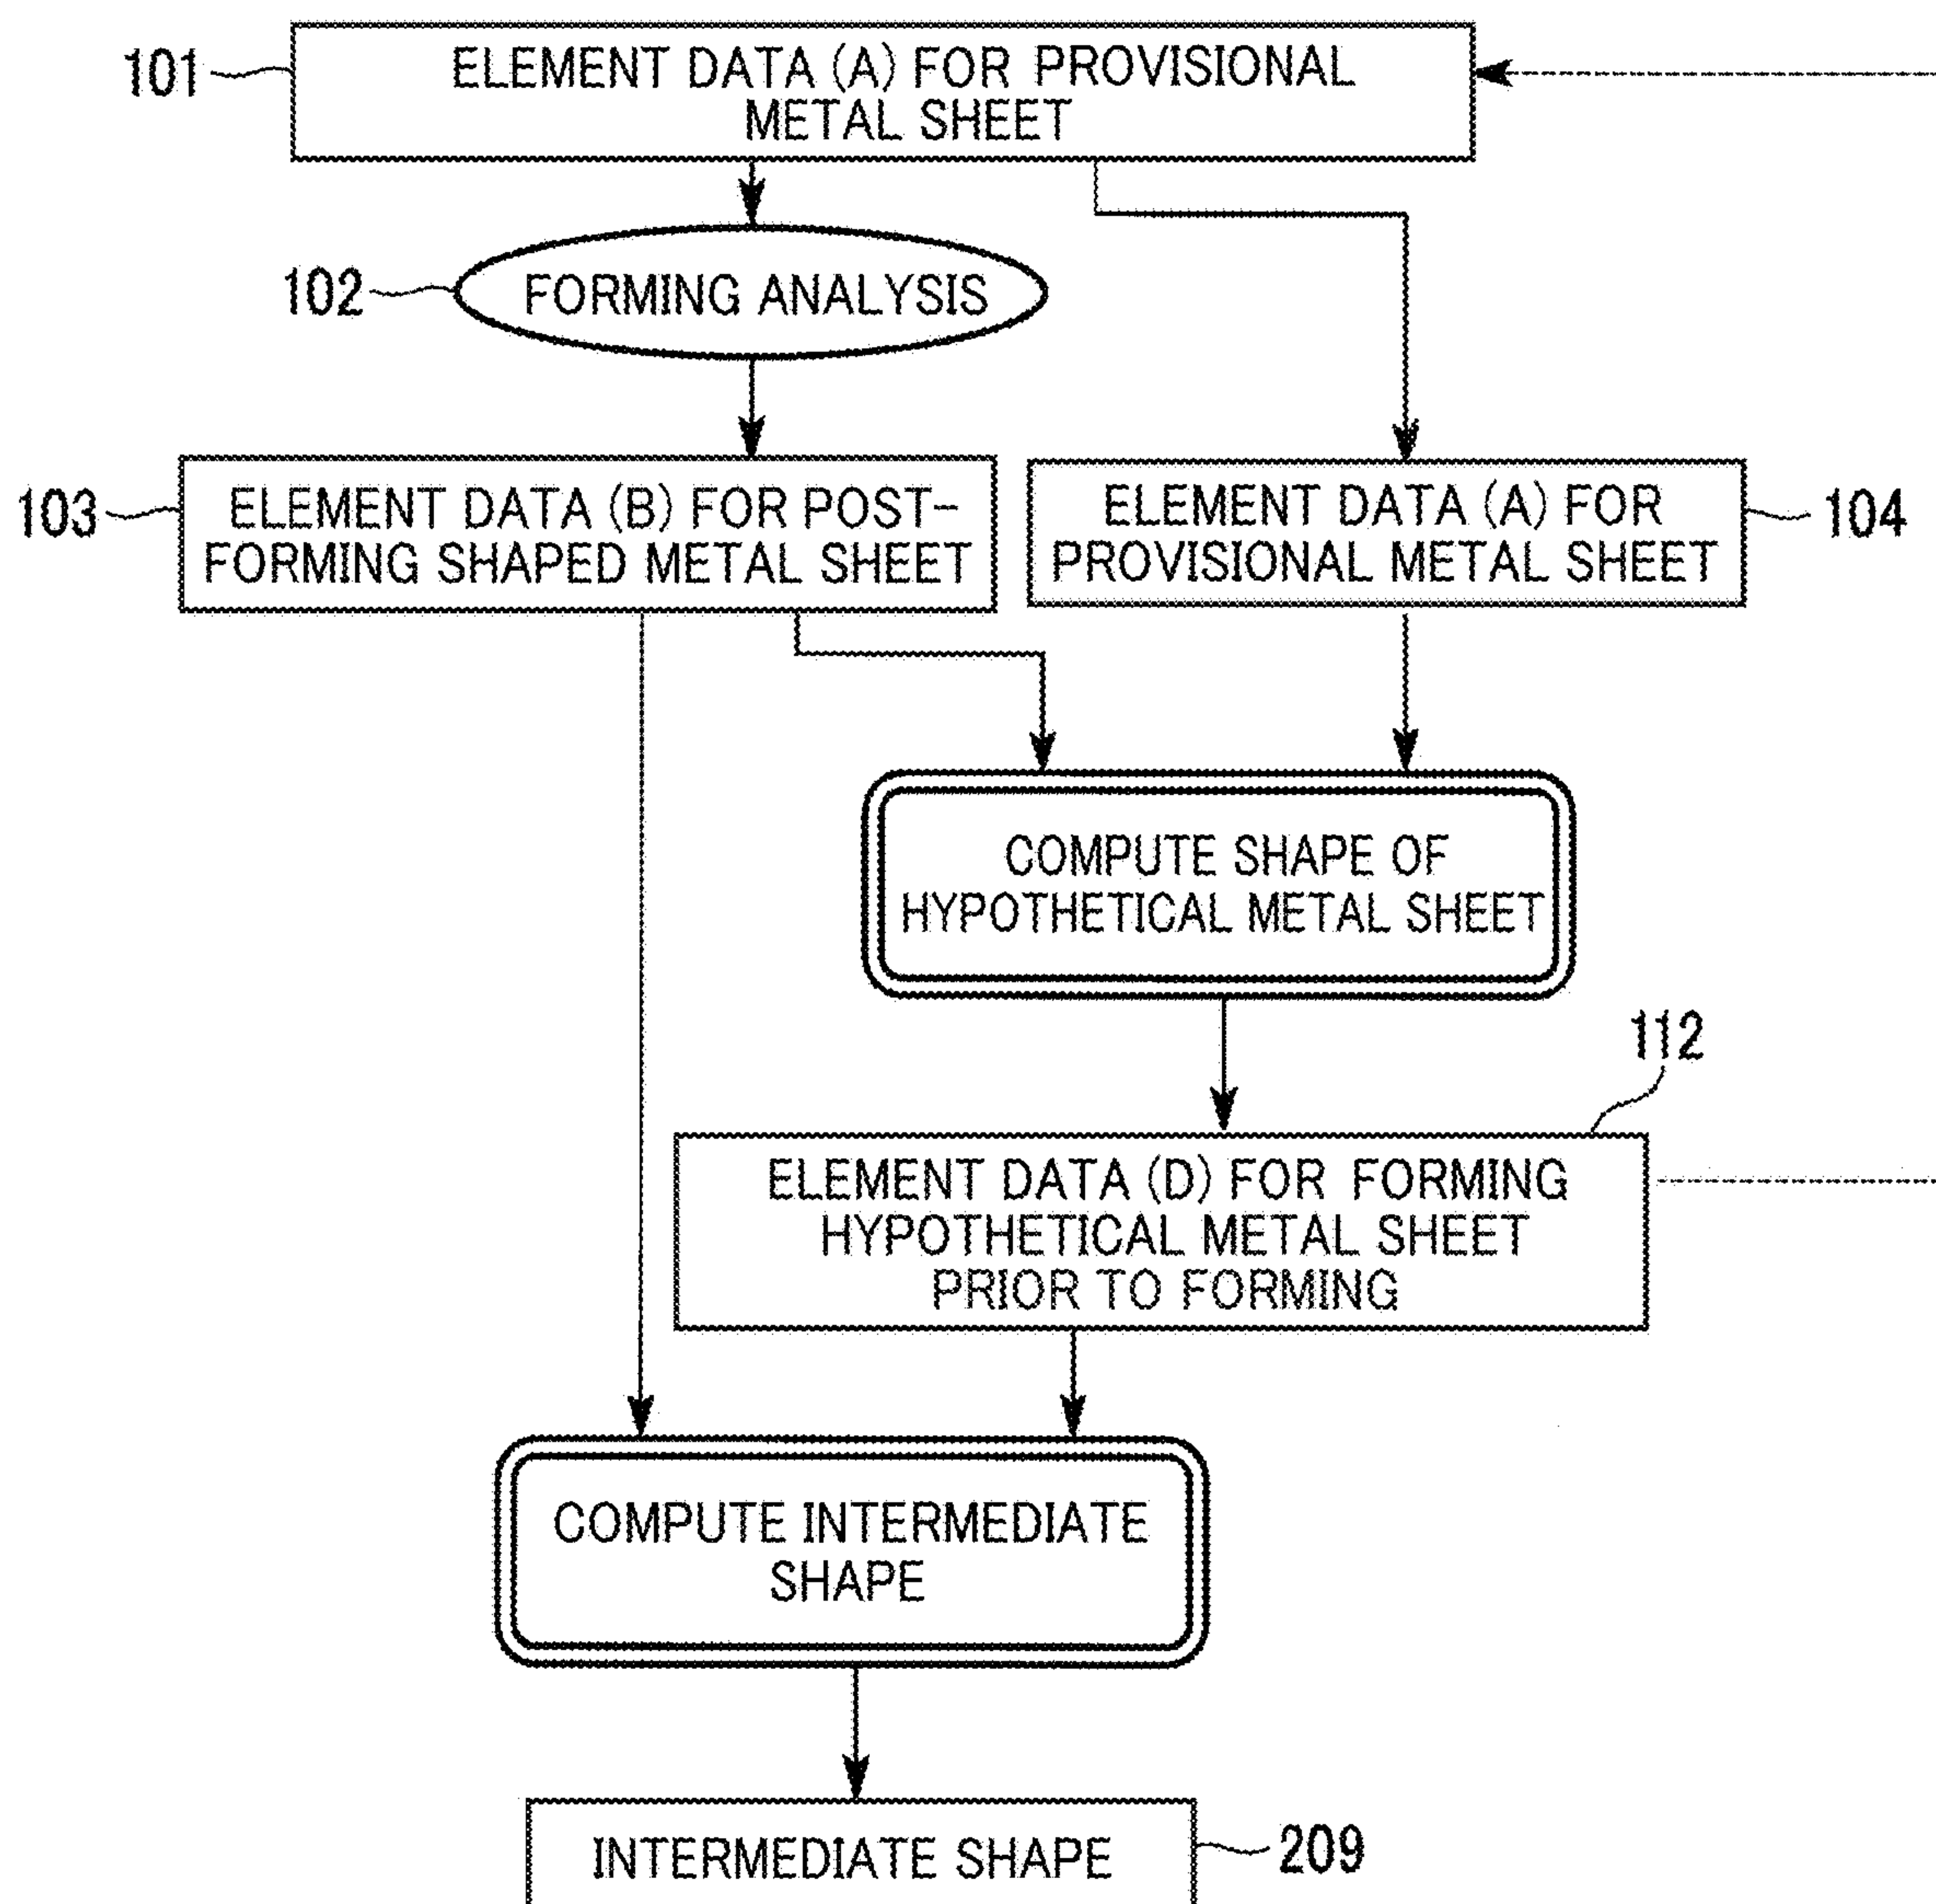 101
ELEMENT DATA (A) FOR PROVISIONAL
METAL SHEET
102
FORMING ANALYSIS
103
ELEMENT DATA (B) FOR POST-
FORMING SHAPED METAL SHEET
ELEMENT DATA (A) FOR
PROVISIONAL METAL SHEET
104
COMPUTE SHAPE OF
HYPOTHETICAL METAL SHEET
112
ELEMENT DATA (D) FOR FORMING
HYPOTHETICAL METAL SHEET
PRIOR TO FORMING
COMPUTE INTERMEDIATE
SHAPE
INTERMEDIATE SHAPE
209